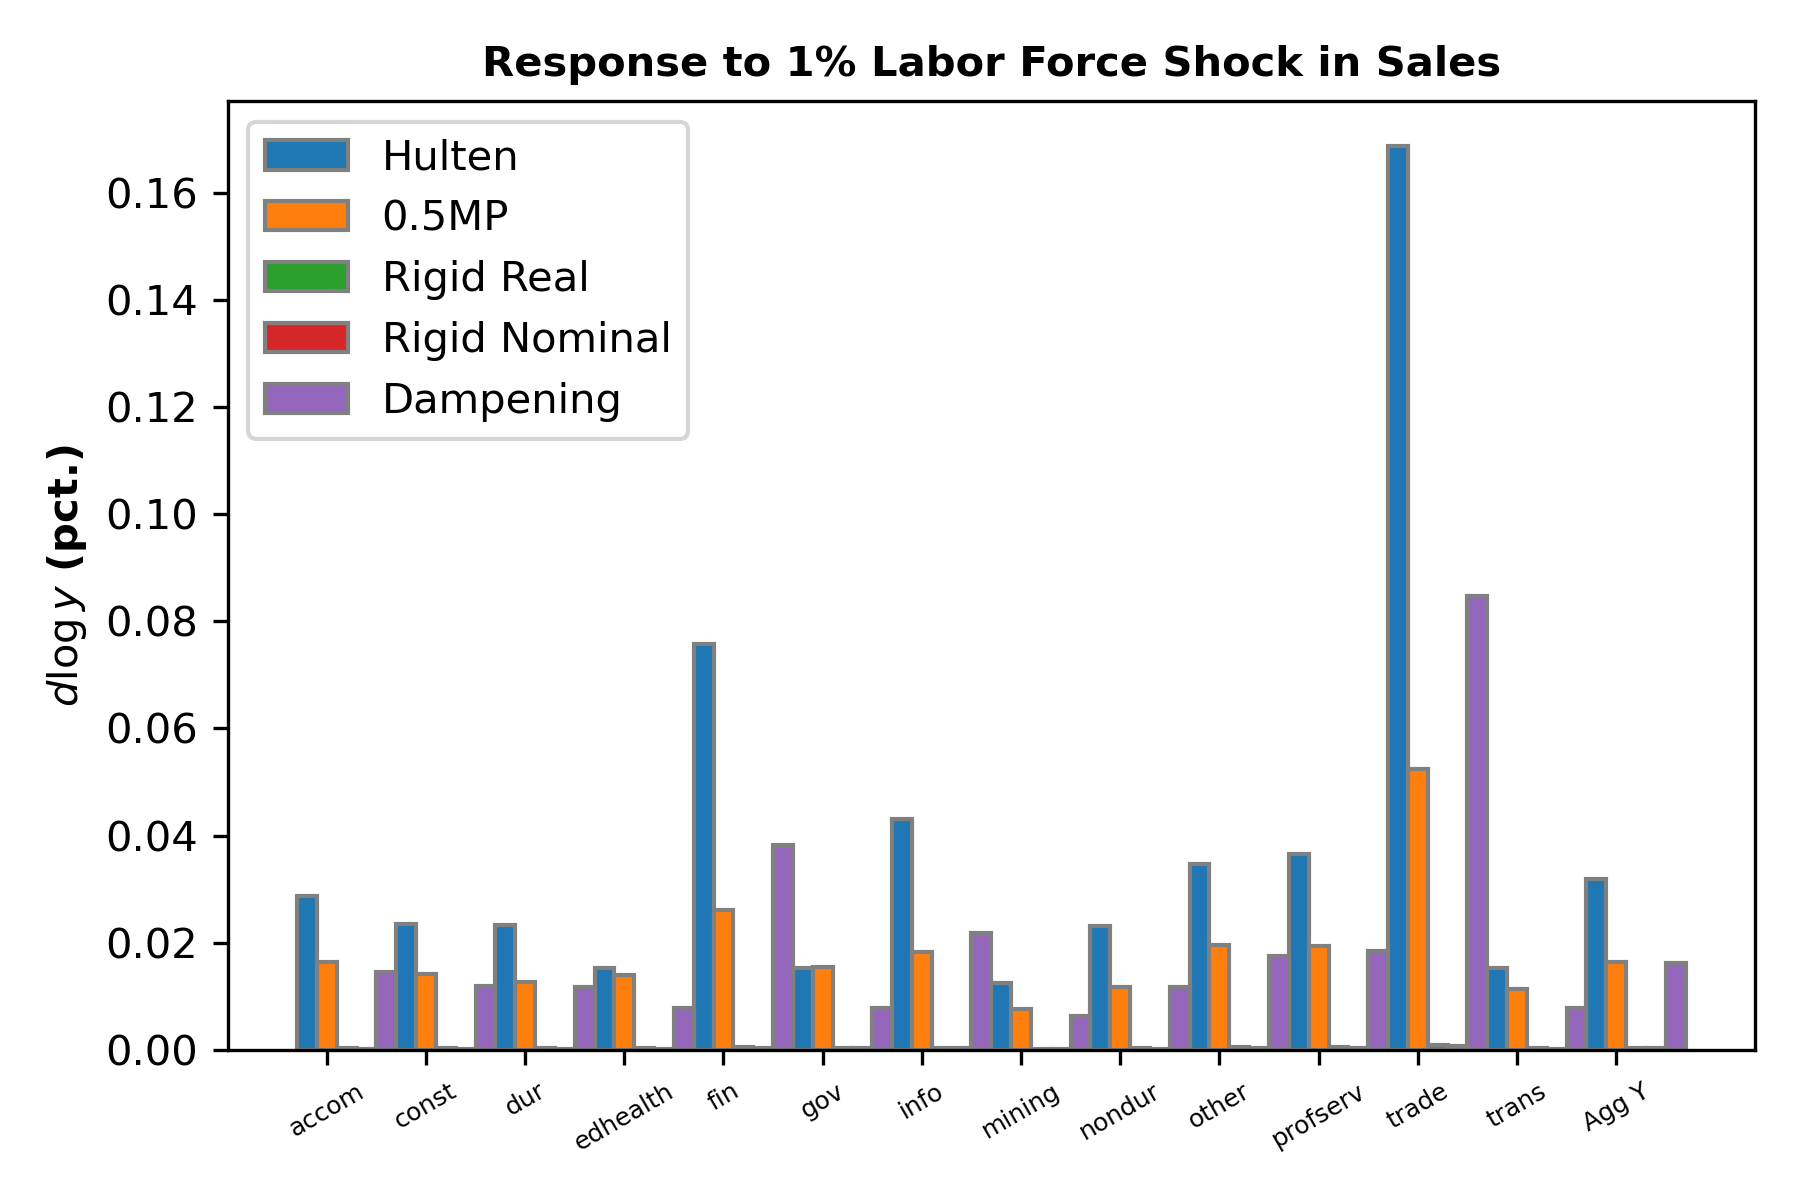 Response to 1% Labor Force Shock in Sales
Hulten
0.5MP
Rigid Real
Rigid Nominal
Dampening
dlog y (pct.)
0.16
0.14
0.12
0.10
0.08
0.06
0.04
0.02
0.00
accom const dur edhealth fin gov info mining nondur other profserv trade trans Agg Y